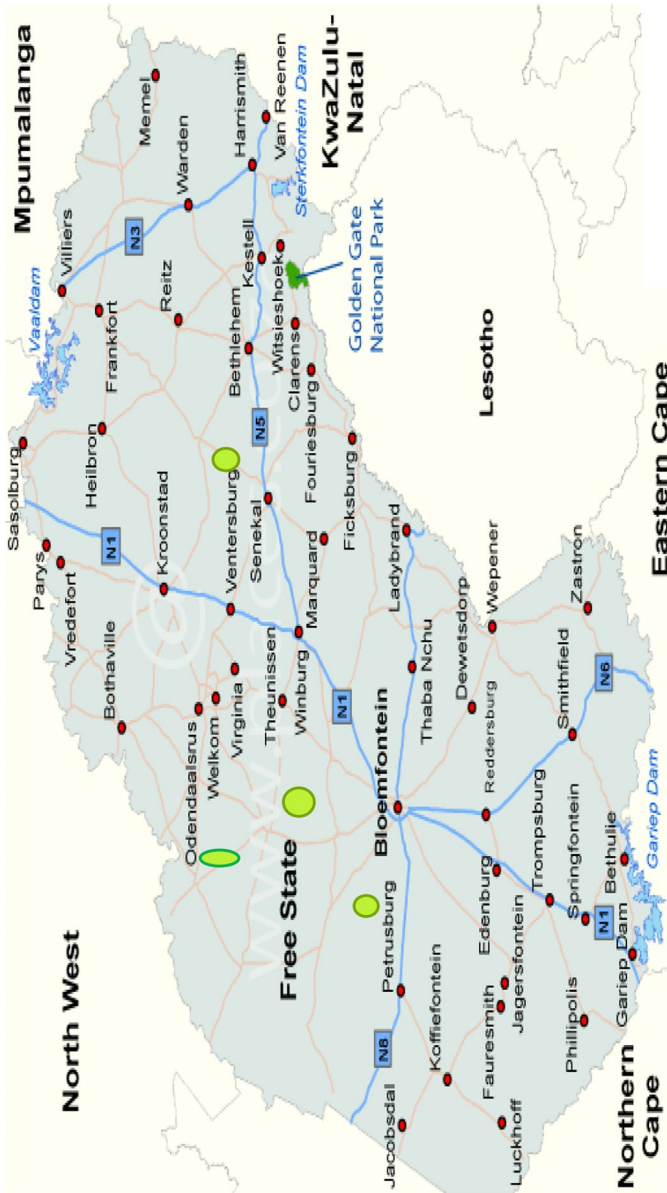 North West
Mpumalanga
KwaZulu-
Natal
Northern
Cape
Eastern Cape
Lesotho
Free State
www.places.co
Vaaldam
Sterkfontein Dam
Golden Gate
National Park
Gariep Dam
Sasolburg
Parys
Vredefort
Villiers
Frankfort
Heilbron
Memel
Warden
Reitz
Harrismith
Van Reenen
Kestell
Witsieshoek
Bethlehem
Clarens
Fouriesburg
Ficksburg
Bothaville
Kroonstad
Odendaalsrus
Welkom
Virginia
Ventersburg
Senekal
Theunissen
Winburg
Marquard
Ladybrand
Thaba Nchu
Bloemfontein
Petrusburg
Jacobsdal
Koffiefontein
Luckhoff
Fauresmith
Jagersfontein
Edenburg
Reddersburg
Dewetsdorp
Wepener
Zastron
Smithfield
Trompsburg
Springfontein
Bethulie
Phillipolis
Gariep Dam
N1
N1
N1
N3
N5
N6
N8